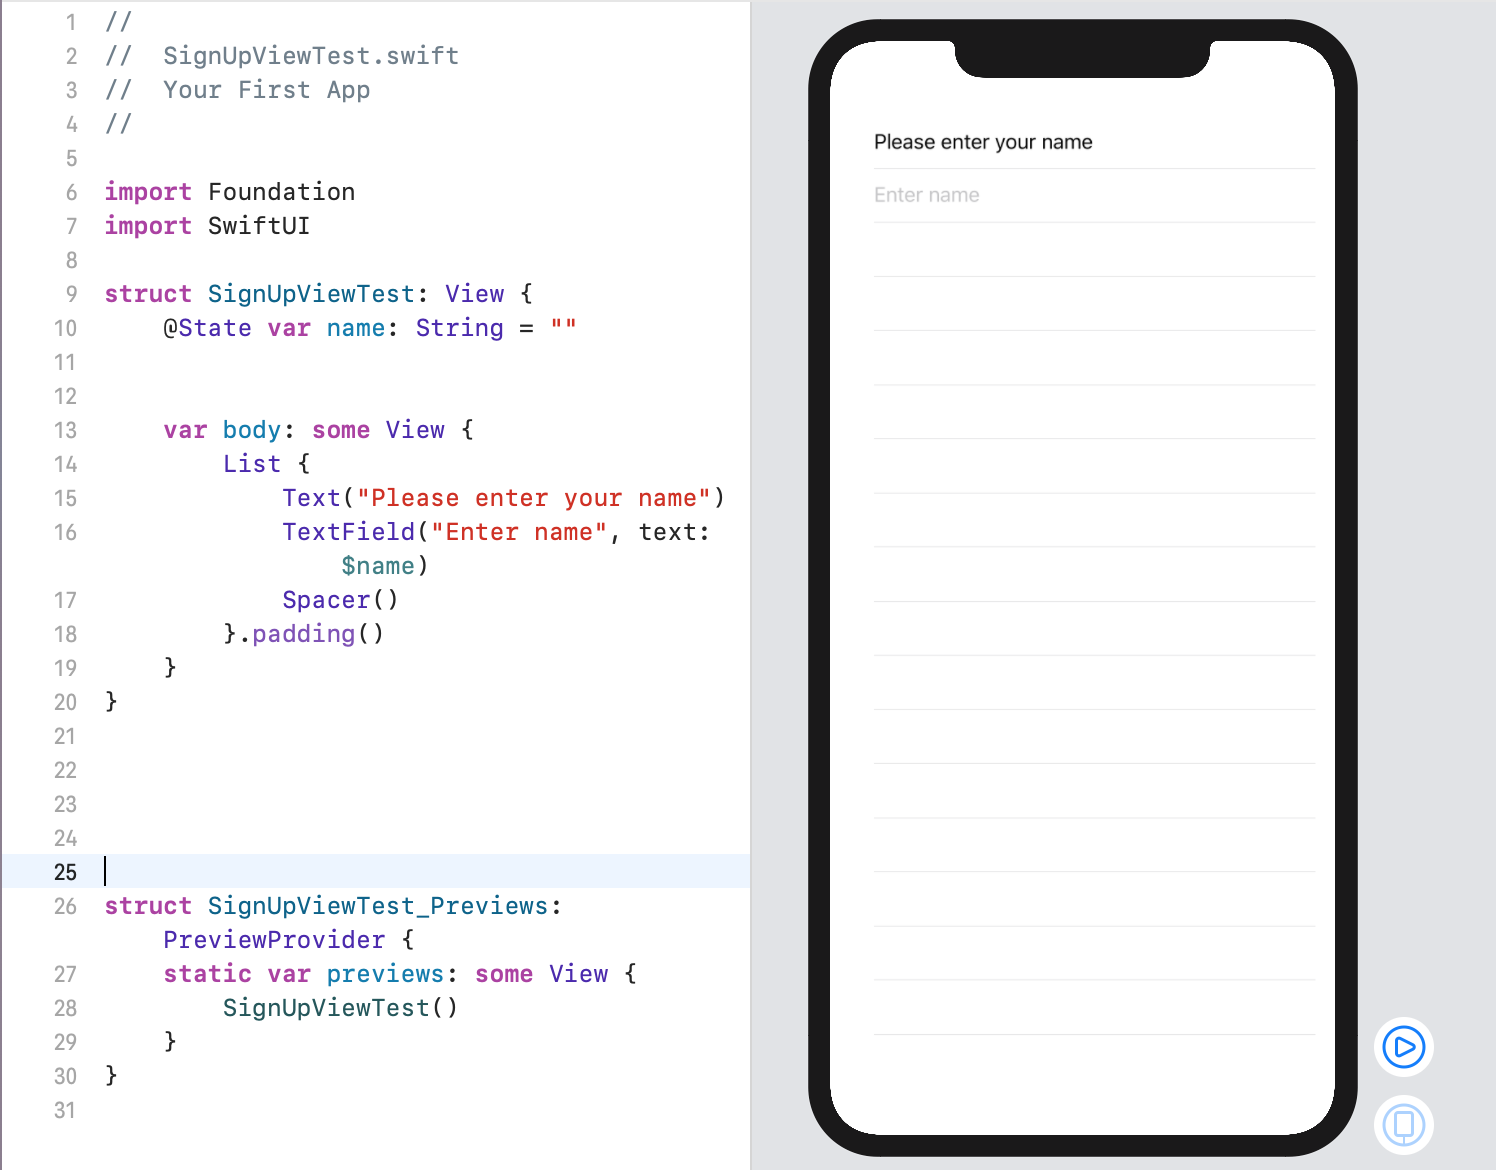 1 //
2 //  SignUpViewTest.swift
3 //  Your First App
4 //
5
6 import Foundation
7 import SwiftUI
8
9 struct SignUpViewTest: View {
10     @State var name: String = ""
11
12
13     var body: some View {
14         List {
15             Text("Please enter your name")
16             TextField("Enter name", text:
                $name)
17             Spacer()
18         }.padding()
19     }
20 }
21
22
23
24
25
26 struct SignUpViewTest_Previews:
    PreviewProvider {
27     static var previews: some View {
28         SignUpViewTest()
29     }
30 }
31
Please enter your name
Enter name